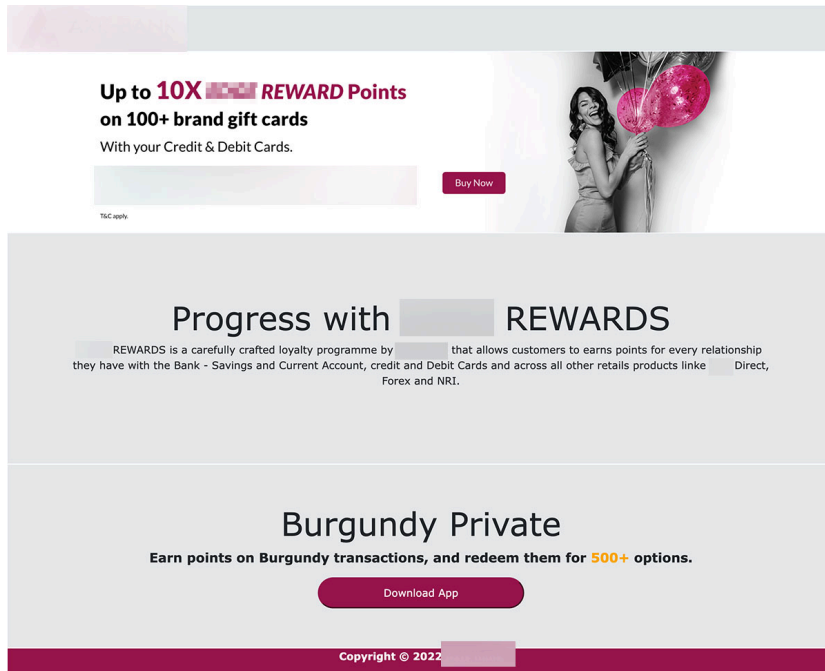 Up to 10X REWARD Points
on 100+ brand gift cards
With your Credit & Debit Cards.
Buy Now
T&C apply.
Progress with REWARDS
REWARDS is a carefully crafted loyalty programme by that allows customers to earns points for every relationship
they have with the Bank - Savings and Current Account, credit and Debit Cards and across all other retails products linke Direct,
Forex and NRI.
Burgundy Private
Earn points on Burgundy transactions, and redeem them for 500+ options.
Download App
Copyright © 2022